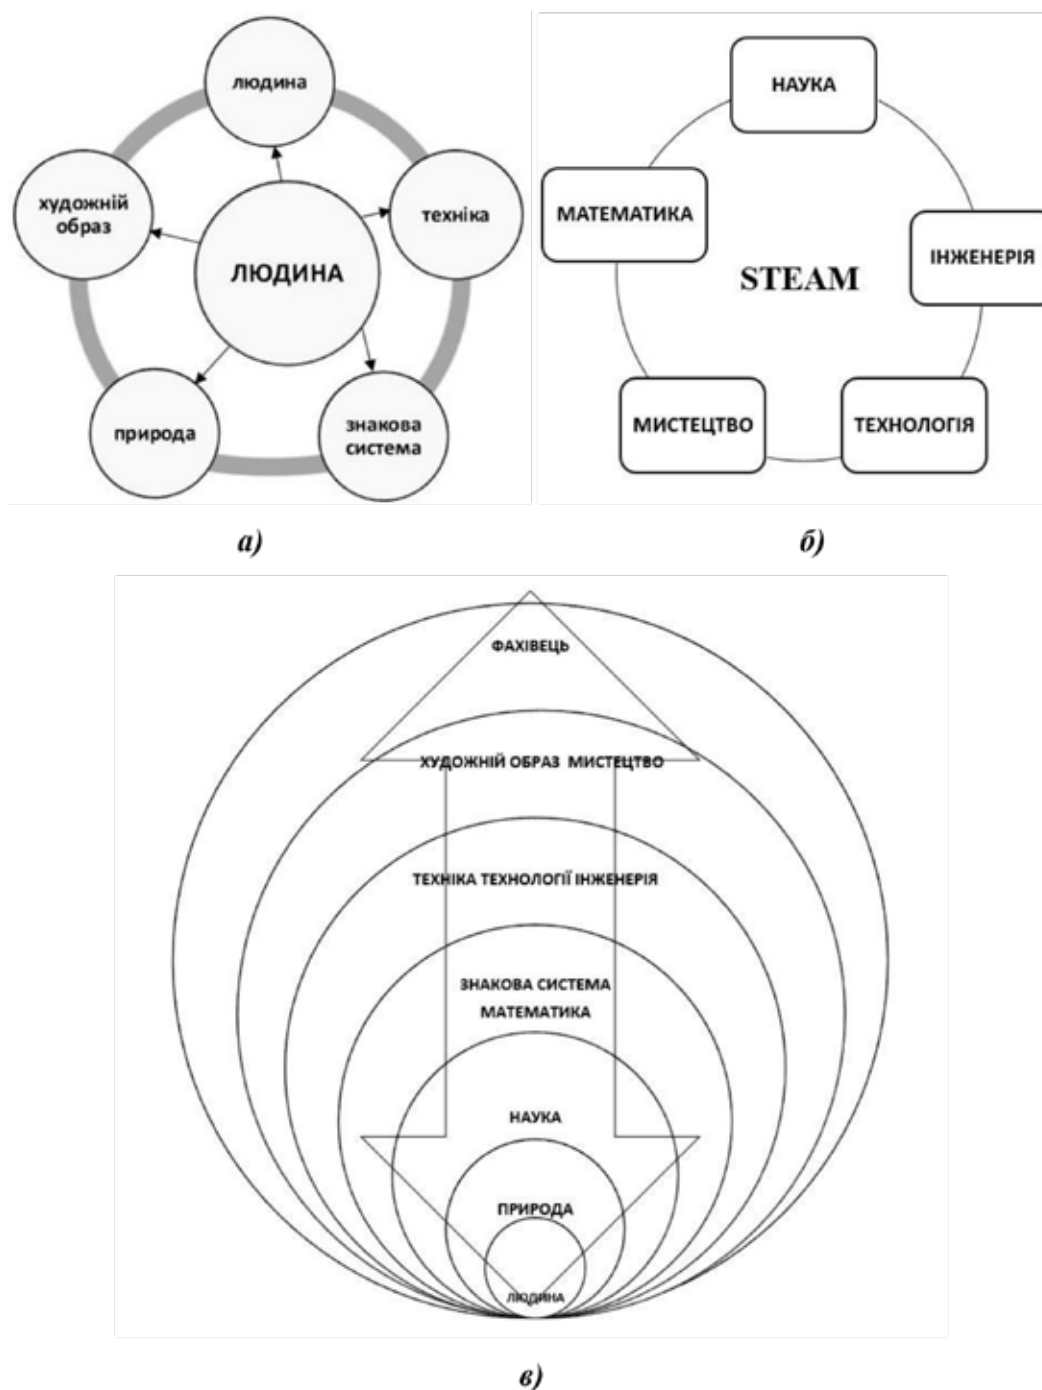 людина
художній
образ
техніка
ЛЮДИНА
природа
знакова
система
а)
НАУКА
МАТЕМАТИКА
ІНЖЕНЕРІЯ
STEAM
МИСТЕЦТВО
ТЕХНОЛОГІЯ
б)
ФАХІВЕЦЬ
ХУДОЖНІЙ ОБРАЗ МИСТЕЦТВО
ТЕХНІКА ТЕХНОЛОГІЇ ІНЖЕНЕРІЯ
ЗНАКОВА СИСТЕМА
МАТЕМАТИКА
НАУКА
ПРИРОДА
ЛЮДИНА
в)